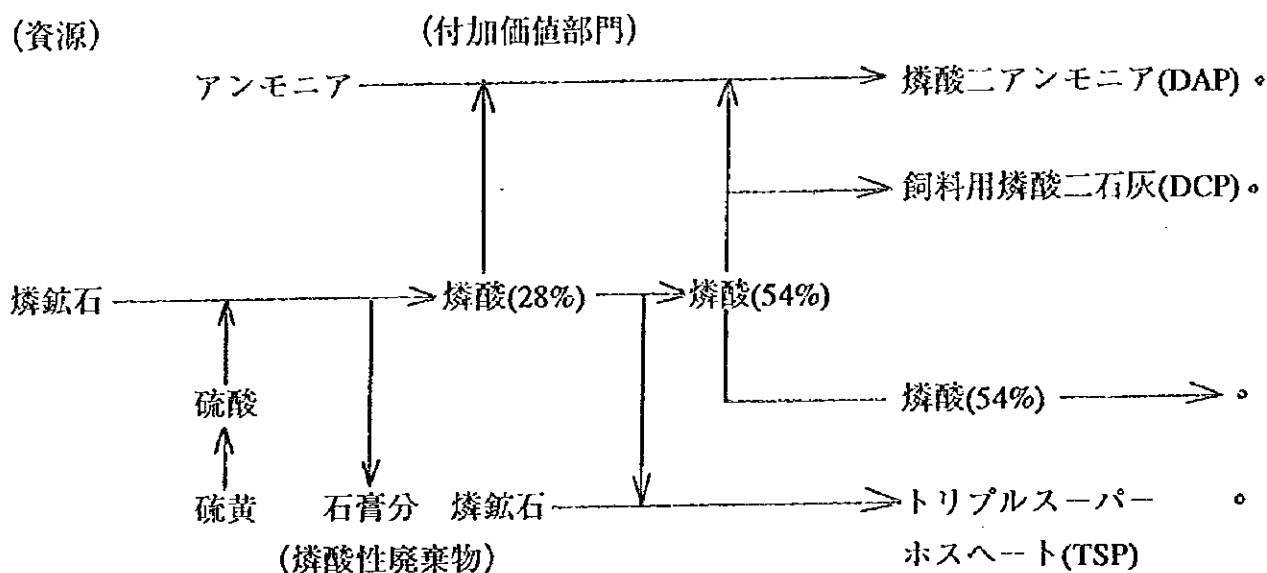 (資源)
(付加価値部門)
アンモニア
燐酸二アンモニア(DAP)。
飼料用燐酸二石灰(DCP)。
燐鉱石
燐酸(28%)
燐酸(54%)
硫酸
燐酸(54%)
。
硫黄
石膏分
燐鉱石
トリプルスーパー
。
(燐酸性廃棄物)
ホスヘート(TSP)